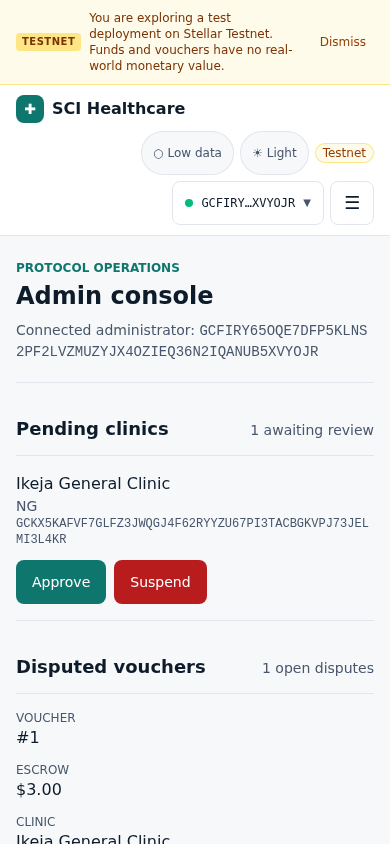 TESTNET
You are exploring a test
deployment on Stellar Testnet.
Funds and vouchers have no real-
world monetary value.
Dismiss
SCI Healthcare
Low data
Light
Testnet
GCFIRY…XVYOJR
PROTOCOL OPERATIONS
Admin console
Connected administrator: GCFIRY65OQE7DFP5KLNS
2PF2LVZMUZYJX4OZIEQ36N2IQANUB5XVYOJR
Pending clinics
1 awaiting review
Ikeja General Clinic
NG
GCKX5KAFVF7GLFZ3JWQGJ4F62RYYZU67PI3TACBGKVPJ73JEL
MI3L4KR
Approve
Suspend
Disputed vouchers
1 open disputes
VOUCHER
#1
ESCROW
$3.00
CLINIC
Ikeja General Clinic